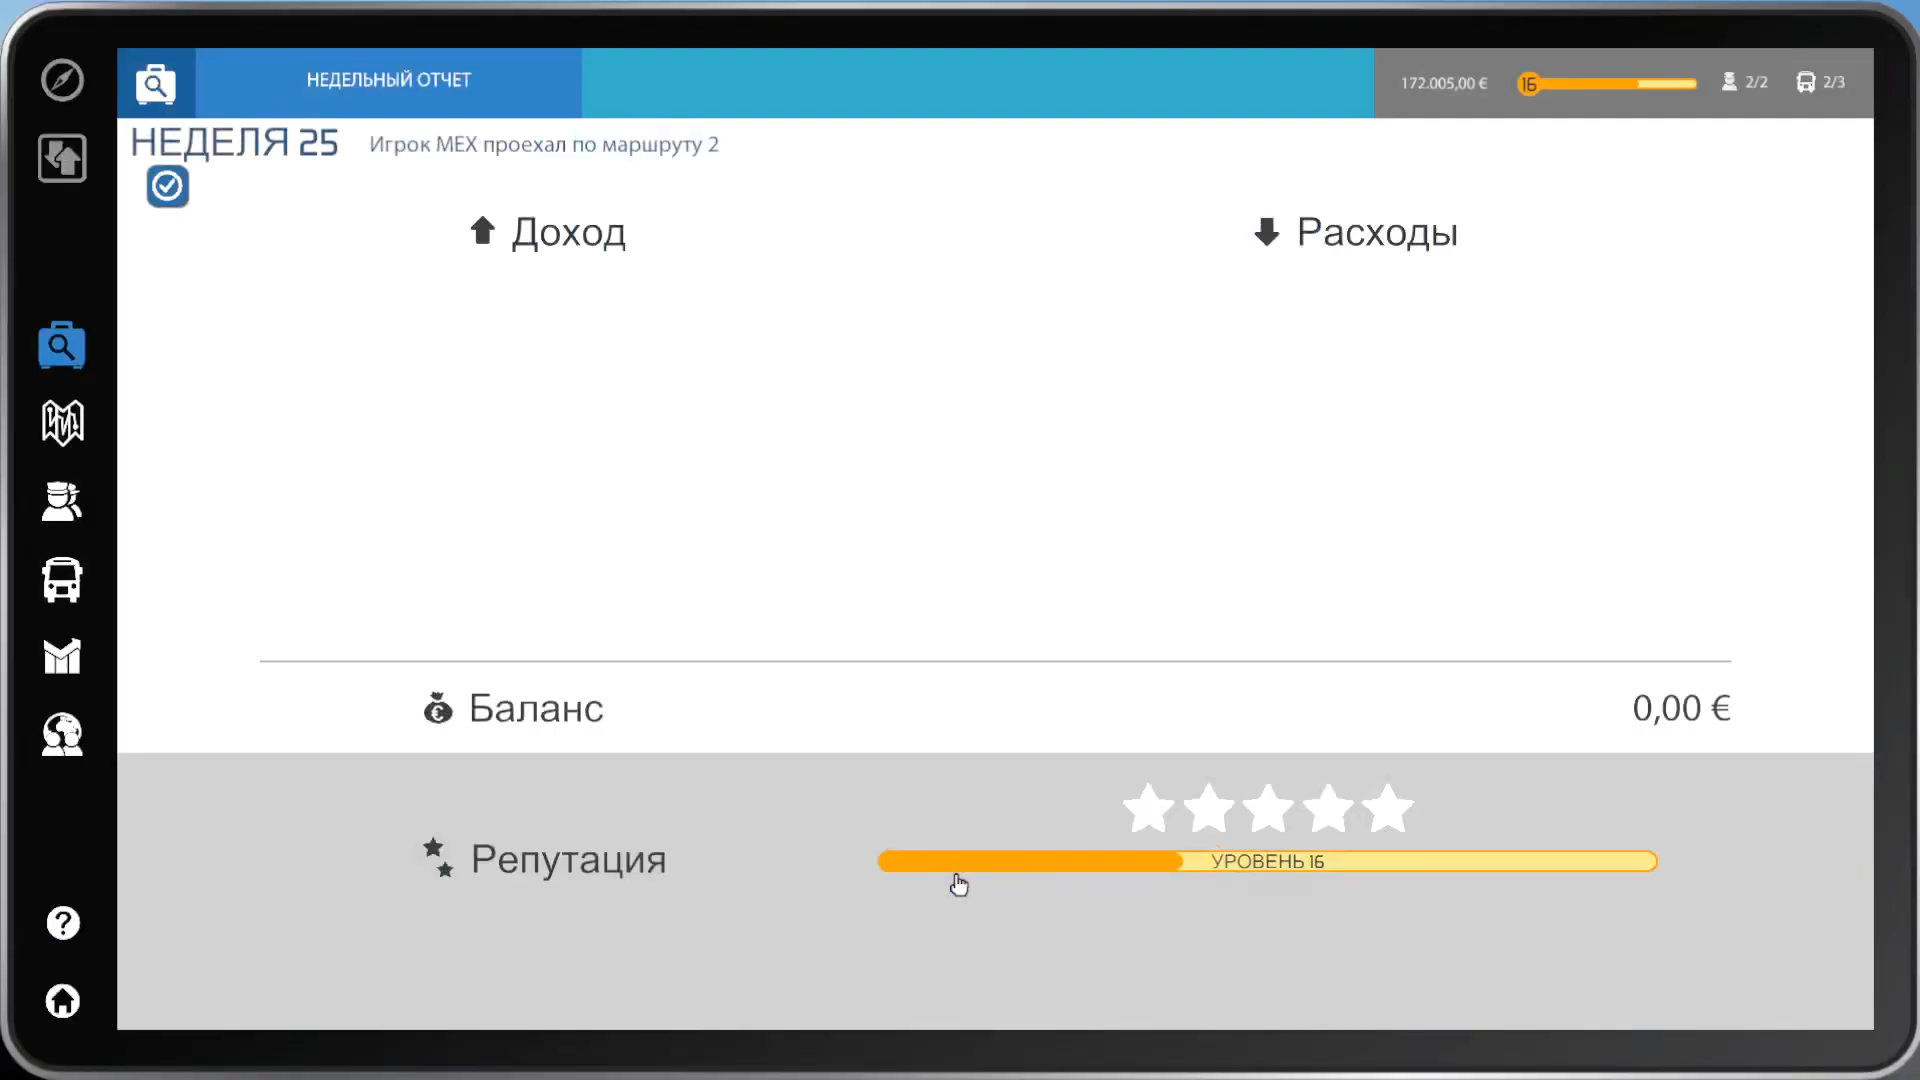 НЕДЕЛЬНЫЙ ОТЧЕТ
172.005,00 €
16
2/2
2/3
НЕДЕЛЯ 25
Игрок МЕХ проехал по маршруту 2
Доход
Расходы
Баланс
0,00 €
Репутация
УРОВЕНЬ 16